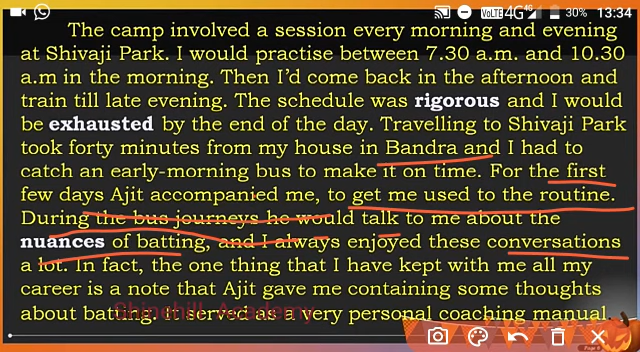 VoLTE 4G 4G 30% 13:34
The camp involved a session every morning and evening
at Shivaji Park. I would practise between 7.30 a.m. and 10.30
a.m in the morning. Then I'd come back in the afternoon and
train till late evening. The schedule was rigorous and I would
be exhausted by the end of the day. Travelling to Shivaji Park
took forty minutes from my house in Bandra and I had to
catch an early-morning bus to make it on time. For the first
few days Ajit accompanied me, to get me used to the routine.
During the bus journeys he would talk to me about the
nuances of batting, and I always enjoyed these conversations
a lot. In fact, the one thing that I have kept with me all my
career is a note that Ajit gave me containing some thoughts
about batting. It served as a very personal coaching manual.
Shinehill Academy
Page 9